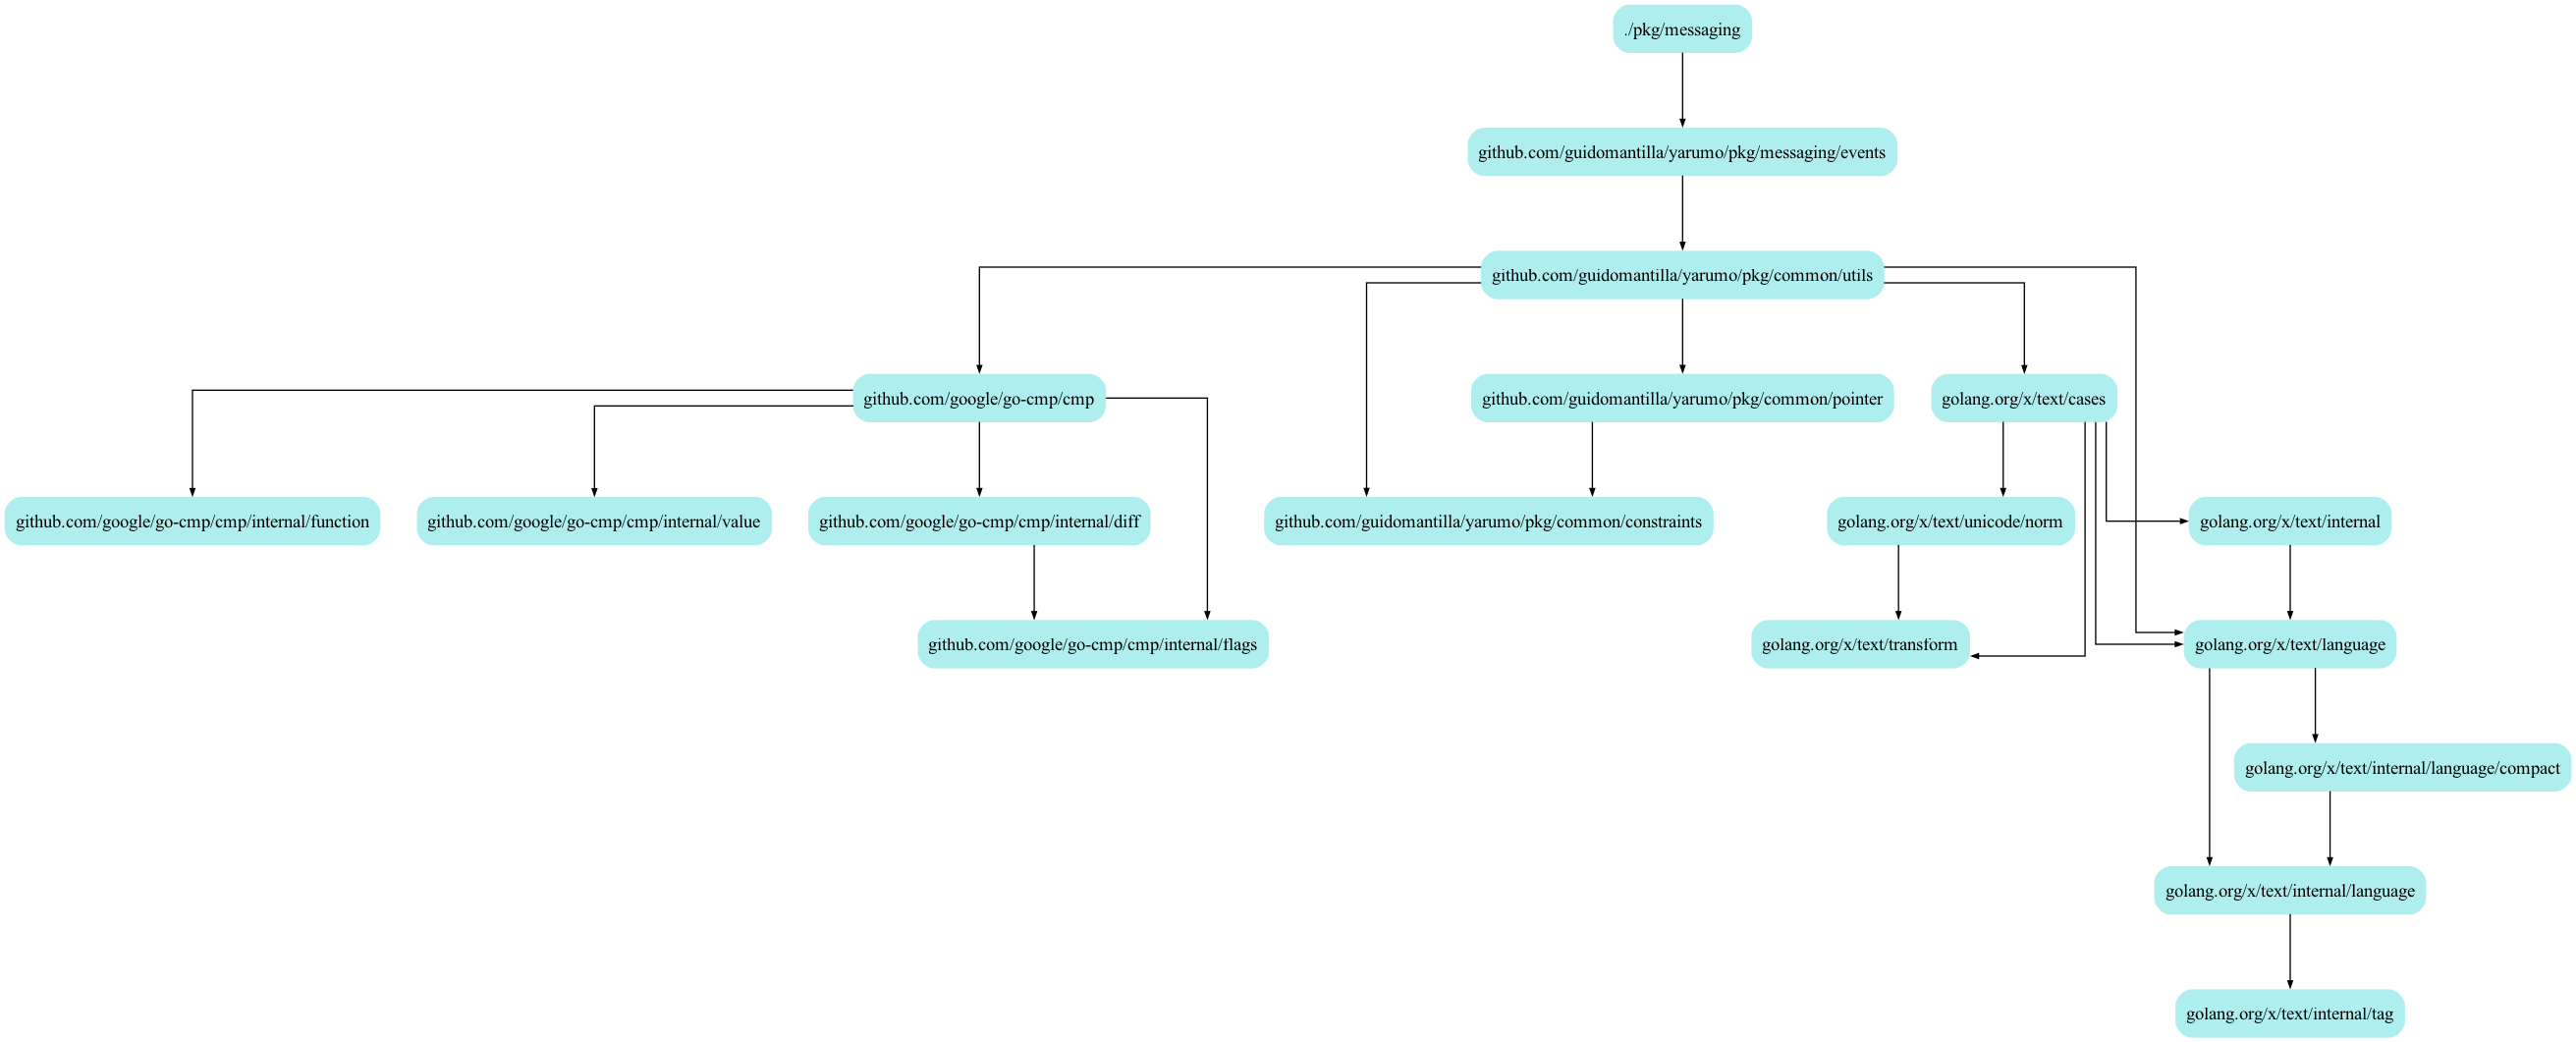 ./pkg/messaging
github.com/guidomantilla/yarumo/pkg/messaging/events
github.com/guidomantilla/yarumo/pkg/common/utils
github.com/google/go-cmp/cmp
github.com/guidomantilla/yarumo/pkg/common/pointer
golang.org/x/text/cases
github.com/google/go-cmp/cmp/internal/function
github.com/google/go-cmp/cmp/internal/value
github.com/google/go-cmp/cmp/internal/diff
github.com/guidomantilla/yarumo/pkg/common/constraints
golang.org/x/text/unicode/norm
golang.org/x/text/internal
github.com/google/go-cmp/cmp/internal/flags
golang.org/x/text/transform
golang.org/x/text/language
golang.org/x/text/internal/language/compact
golang.org/x/text/internal/language
golang.org/x/text/internal/tag